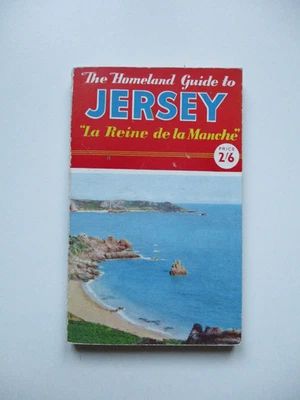 The Homeland Guide to
JERSEY
"La Reine de la Manche"
PRICE
2/6